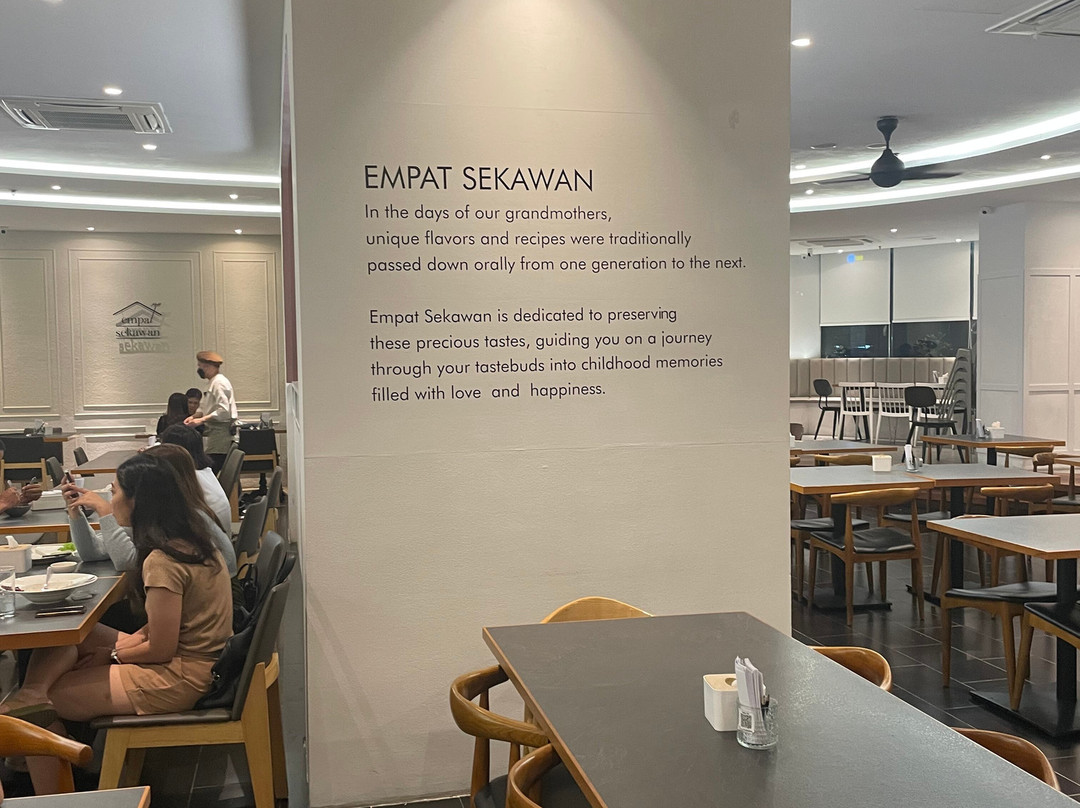 EMPAT SEKAWAN
In the days of our grandmothers,
unique flavors and recipes were traditionally
passed down orally from one generation to the next.
Empat Sekawan is dedicated to preserving
these precious tastes, guiding you on a journey
through your tastebuds into childhood memories
filled with love and happiness.
empat
sekawan